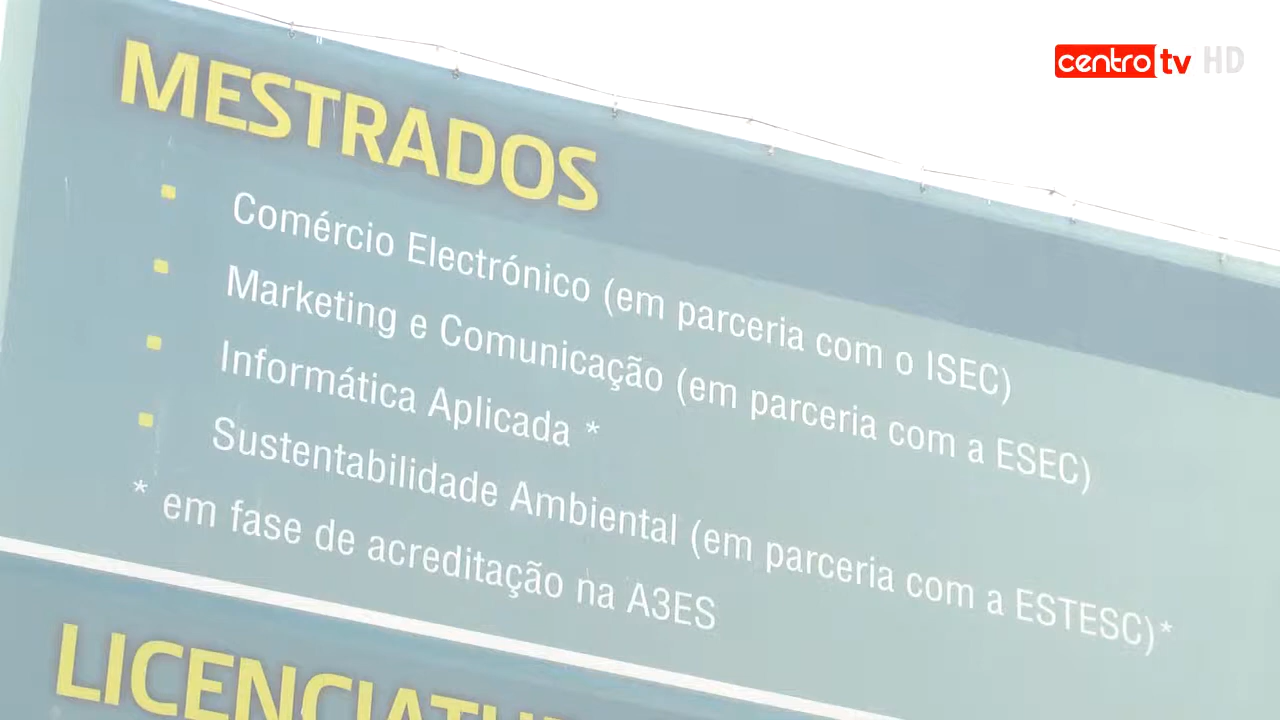 centro tv HD
MESTRADOS
Comércio Electrónico (em parceria com o ISEC)
Marketing e Comunicação (em parceria com a ESEC)
Informática Aplicada *
Sustentabilidade Ambiental (em parceria com a ESTESC)*
* em fase de acreditação na A3ES